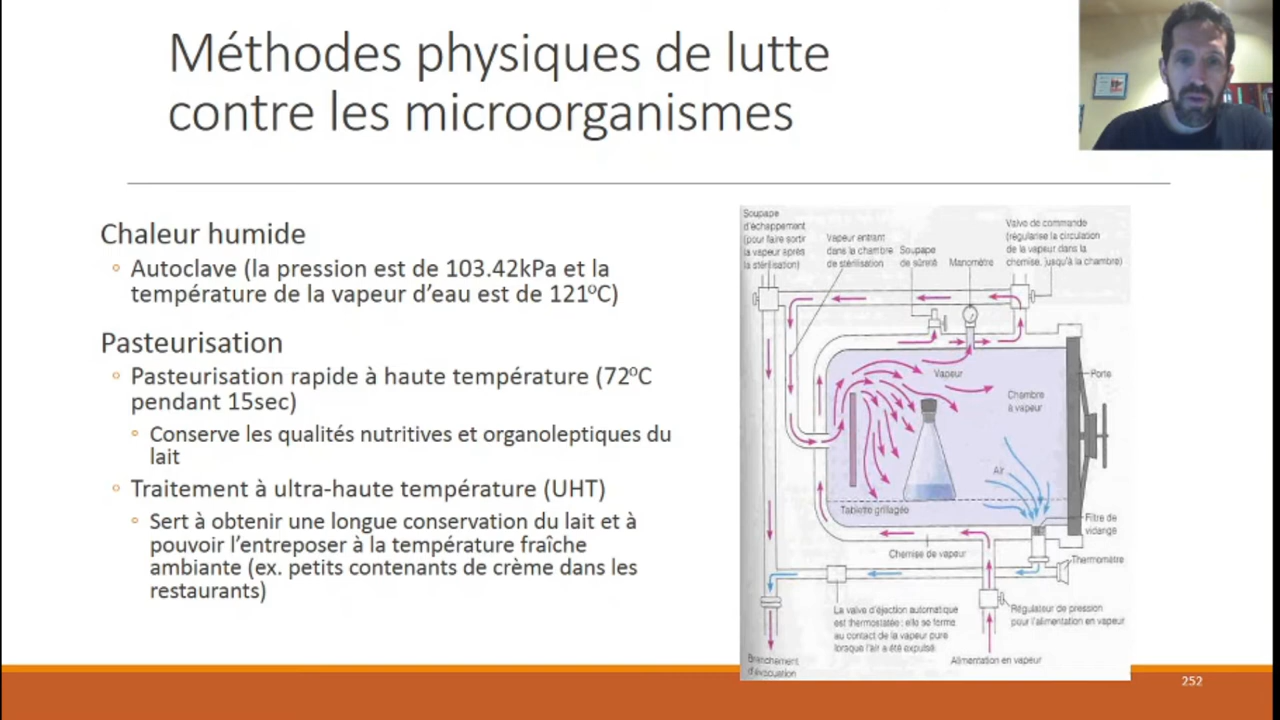 Méthodes physiques de lutte
contre les microorganismes
Chaleur humide
◦ Autoclave (la pression est de 103.42kPa et la
température de la vapeur d’eau est de 121ºC)
Pasteurisation
◦ Pasteurisation rapide à haute température (72ºC
pendant 15sec)
◦ Conserve les qualités nutritives et organoleptiques du
lait
◦ Traitement à ultra-haute température (UHT)
◦ Sert à obtenir une longue conservation du lait et à
pouvoir l’entreposer à la température fraîche
ambiante (ex. petits contenants de crème dans les
restaurants)
Soupape
d'échappement
(pour faire sortir
la vapeur après
la stérilisation)
Vapeur entrant
dans la chambre
de stérilisation
Soupape
de sûreté
Manomètre
Valve de commande
(régularise la circulation
de la vapeur dans la
chemise, jusqu'à la chambre)
Vapeur
Porte
Chambre
à vapeur
Air
Tablette grillagée
Filtre de
vidange
Chemise de vapeur
Thermomètre
La valve d'éjection automatique
est thermostatée : elle se ferme
au contact de la vapeur pure
lorsque l'air a été expulsé.
Régulateur de pression
pour l'alimentation en vapeur
Branchement
d'évacuation
Alimentation en vapeur
252